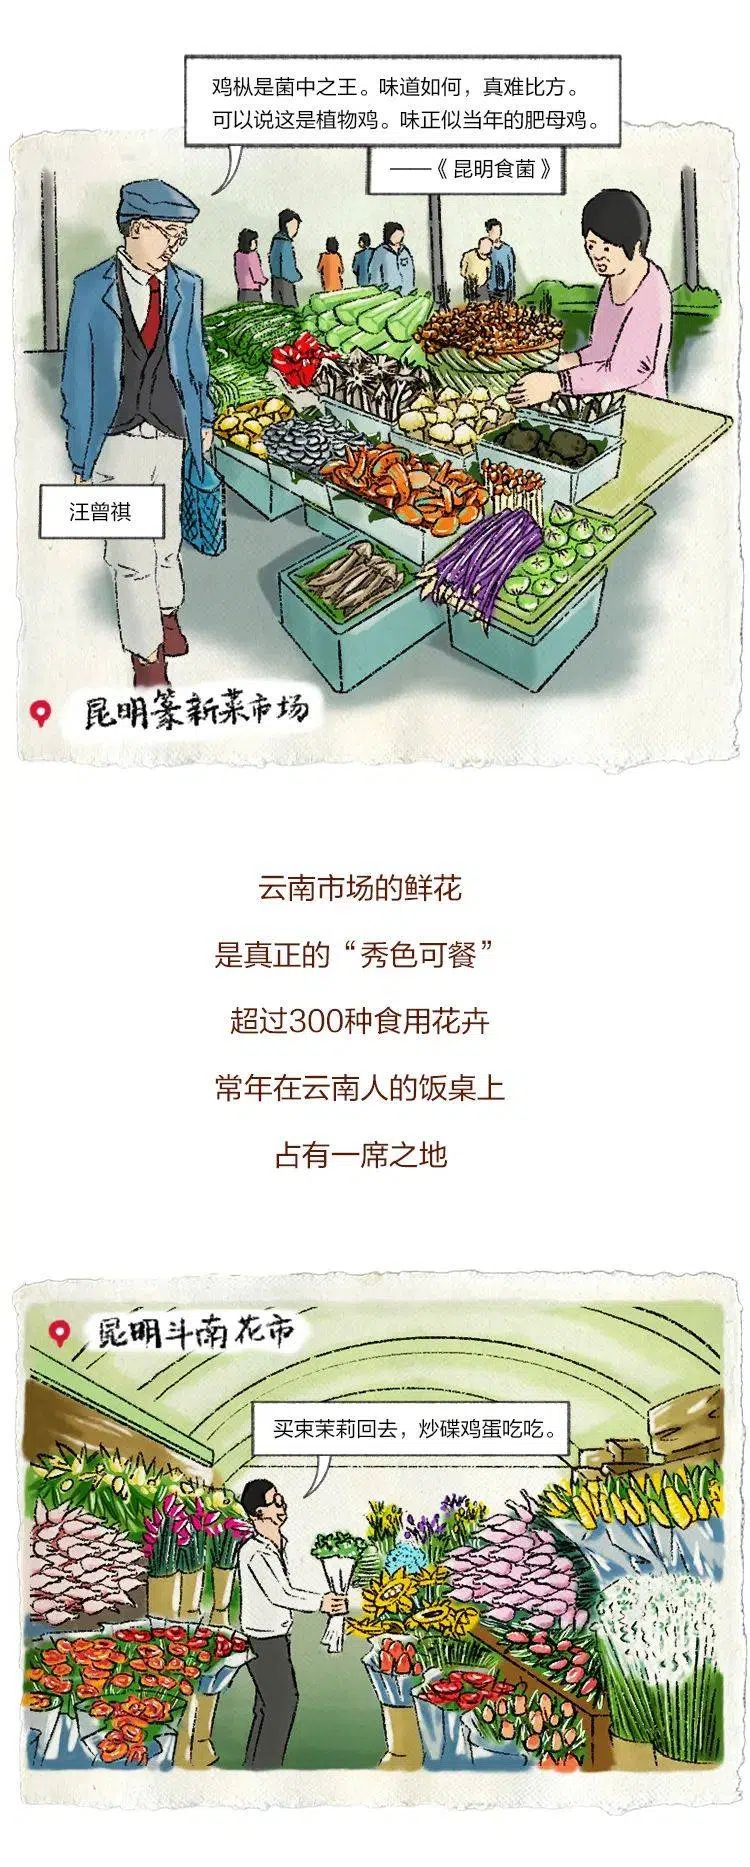 鸡枞是菌中之王。味道如何，真难比方。
可以说这是植物鸡。味正似当年的肥母鸡。
——《昆明食菌》
汪曾祺
昆明篆新菜市场
云南市场的鲜花
是真正的“秀色可餐”
超过300种食用花卉
常年在云南人的饭桌上
占有一席之地
昆明斗南花市
买束茉莉回去，炒碟鸡蛋吃吃。